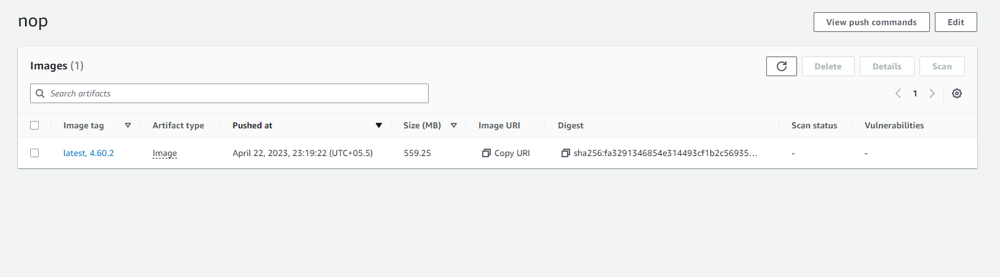 nop
View push commands
Edit
Images (1)
Delete
Details
Scan
Search artifacts
1
Image tag
Artifact type
Pushed at
Size (MB)
Image URI
Digest
Scan status
Vulnerabilities
latest, 4.60.2
Image
April 22, 2023, 23:19:22 (UTC+05.5)
559.25
Copy URI
sha256:fa3291346854e314493cf1b2c56935...
-
-